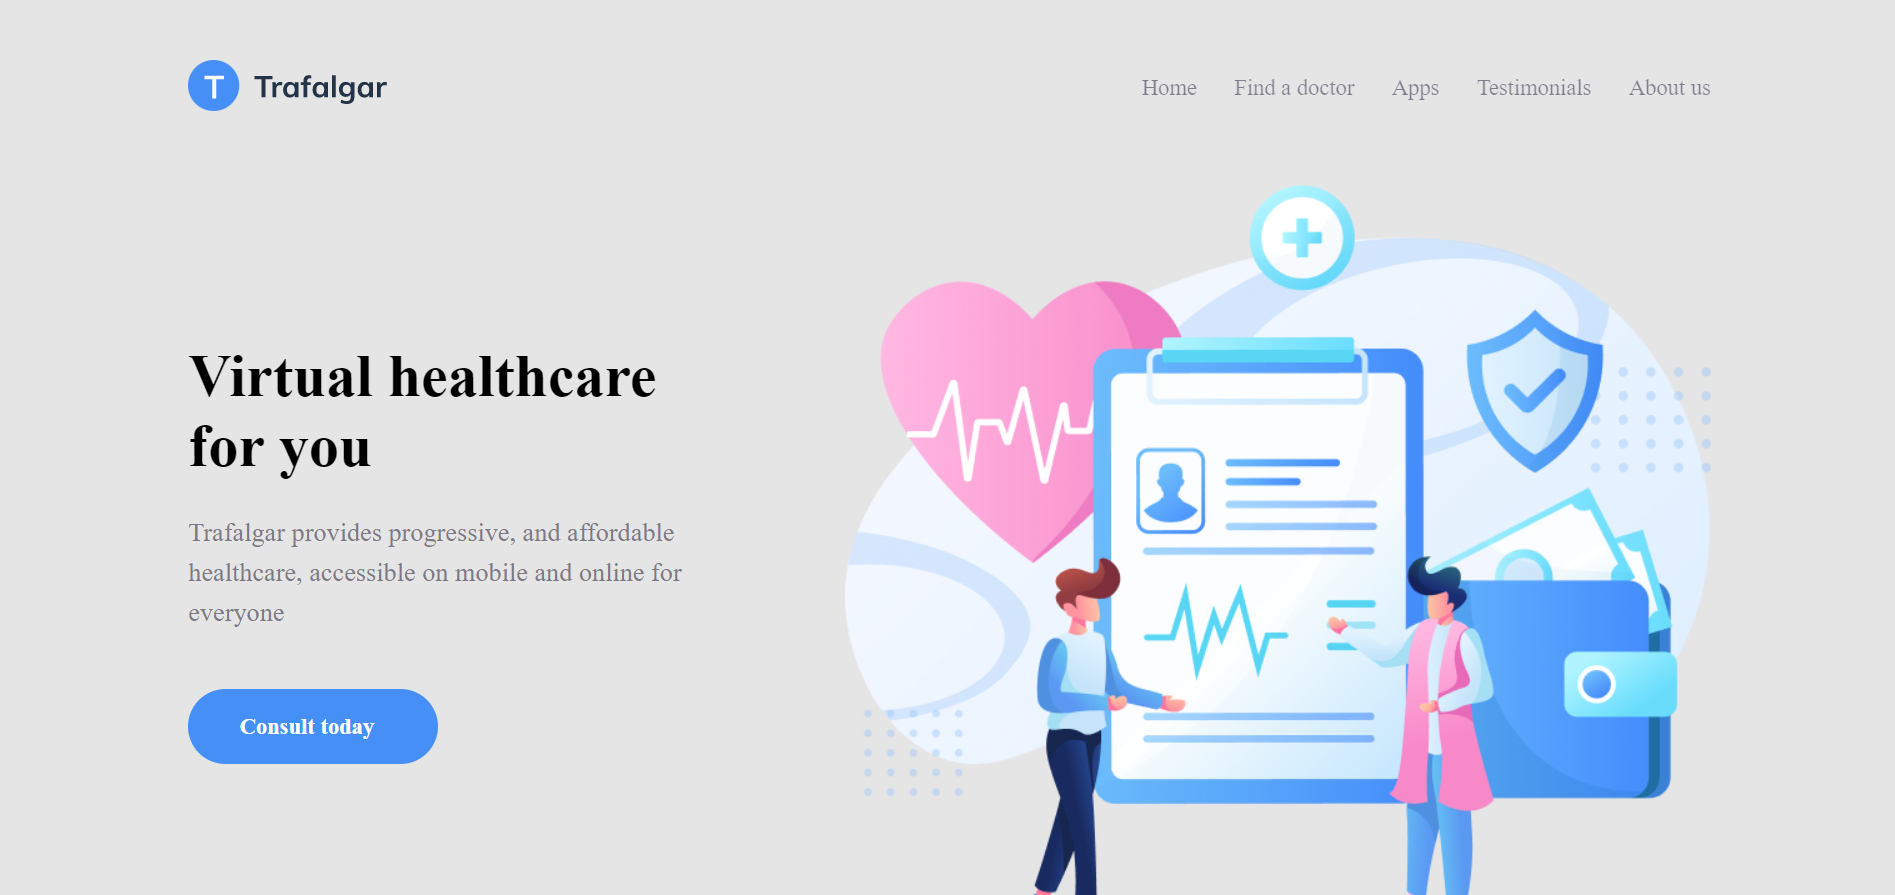 T Trafalgar
Home Find a doctor Apps Testimonials About us
Virtual healthcare
for you
Trafalgar provides progressive, and affordable
healthcare, accessible on mobile and online for
everyone
Consult today